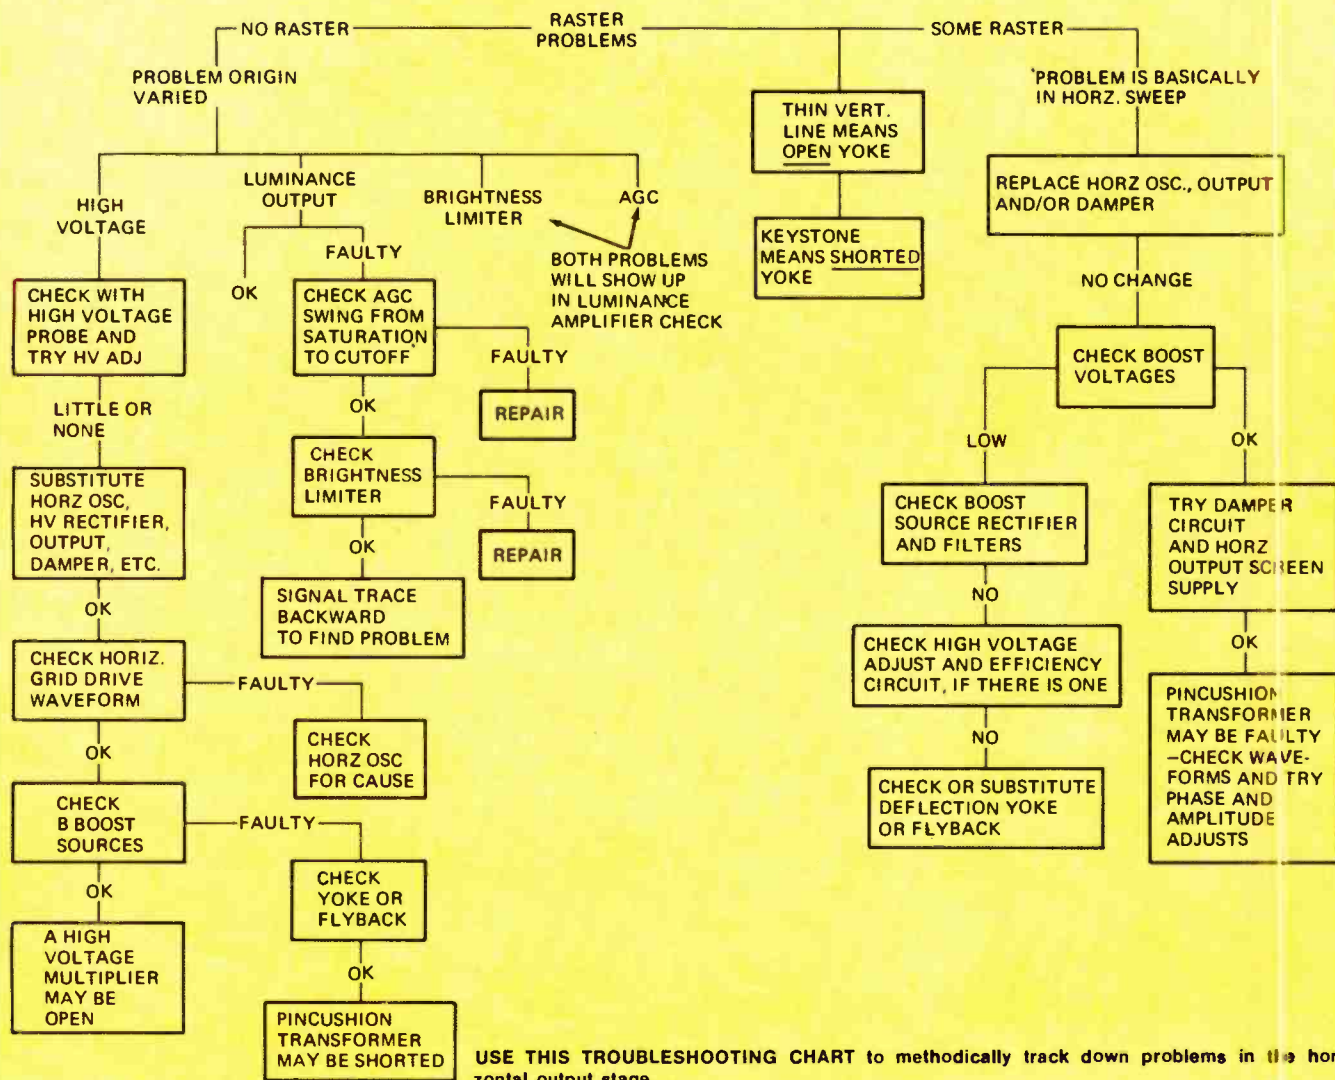 RASTER
PROBLEMS
NO RASTER
SOME RASTER
PROBLEM ORIGIN
VARIED
HIGH
VOLTAGE
CHECK WITH
HIGH VOLTAGE
PROBE AND
TRY HV ADJ
LITTLE OR
NONE
SUBSTITUTE
HORZ OSC,
HV RECTIFIER,
OUTPUT,
DAMPER, ETC.
OK
CHECK HORIZ.
GRID DRIVE
WAVEFORM
FAULTY
CHECK
HORZ OSC
FOR CAUSE
OK
CHECK
B BOOST
SOURCES
FAULTY
CHECK
YOKE OR
FLYBACK
OK
PINCUSHION
TRANSFORMER
MAY BE SHORTED
OK
A HIGH
VOLTAGE
MULTIPLIER
MAY BE
OPEN
LUMINANCE
OUTPUT
OK
FAULTY
CHECK AGC
SWING FROM
SATURATION
TO CUTOFF
FAULTY
REPAIR
OK
CHECK
BRIGHTNESS
LIMITER
FAULTY
REPAIR
OK
SIGNAL TRACE
BACKWARD
TO FIND PROBLEM
BRIGHTNESS
LIMITER
AGC
BOTH PROBLEMS
WILL SHOW UP
IN LUMINANCE
AMPLIFIER CHECK
THIN VERT.
LINE MEANS
OPEN YOKE
KEYSTONE
MEANS SHORTED
YOKE
PROBLEM IS BASICALLY
IN HORZ. SWEEP
REPLACE HORZ OSC., OUTPUT
AND/OR DAMPER
NO CHANGE
CHECK BOOST
VOLTAGES
LOW
CHECK BOOST
SOURCE RECTIFIER
AND FILTERS
NO
CHECK HIGH VOLTAGE
ADJUST AND EFFICIENCY
CIRCUIT, IF THERE IS ONE
NO
CHECK OR SUBSTITUTE
DEFLECTION YOKE
OR FLYBACK
OK
TRY DAMPER
CIRCUIT
AND HORZ
OUTPUT SCREEN
SUPPLY
OK
PINCUSHION
TRANSFORMER
MAY BE FAULTY
–CHECK WAVE-
FORMS AND TRY
PHASE AND
AMPLITUDE
ADJUSTS
USE THIS TROUBLESHOOTING CHART to methodically track down problems in the hori
zontal output stage